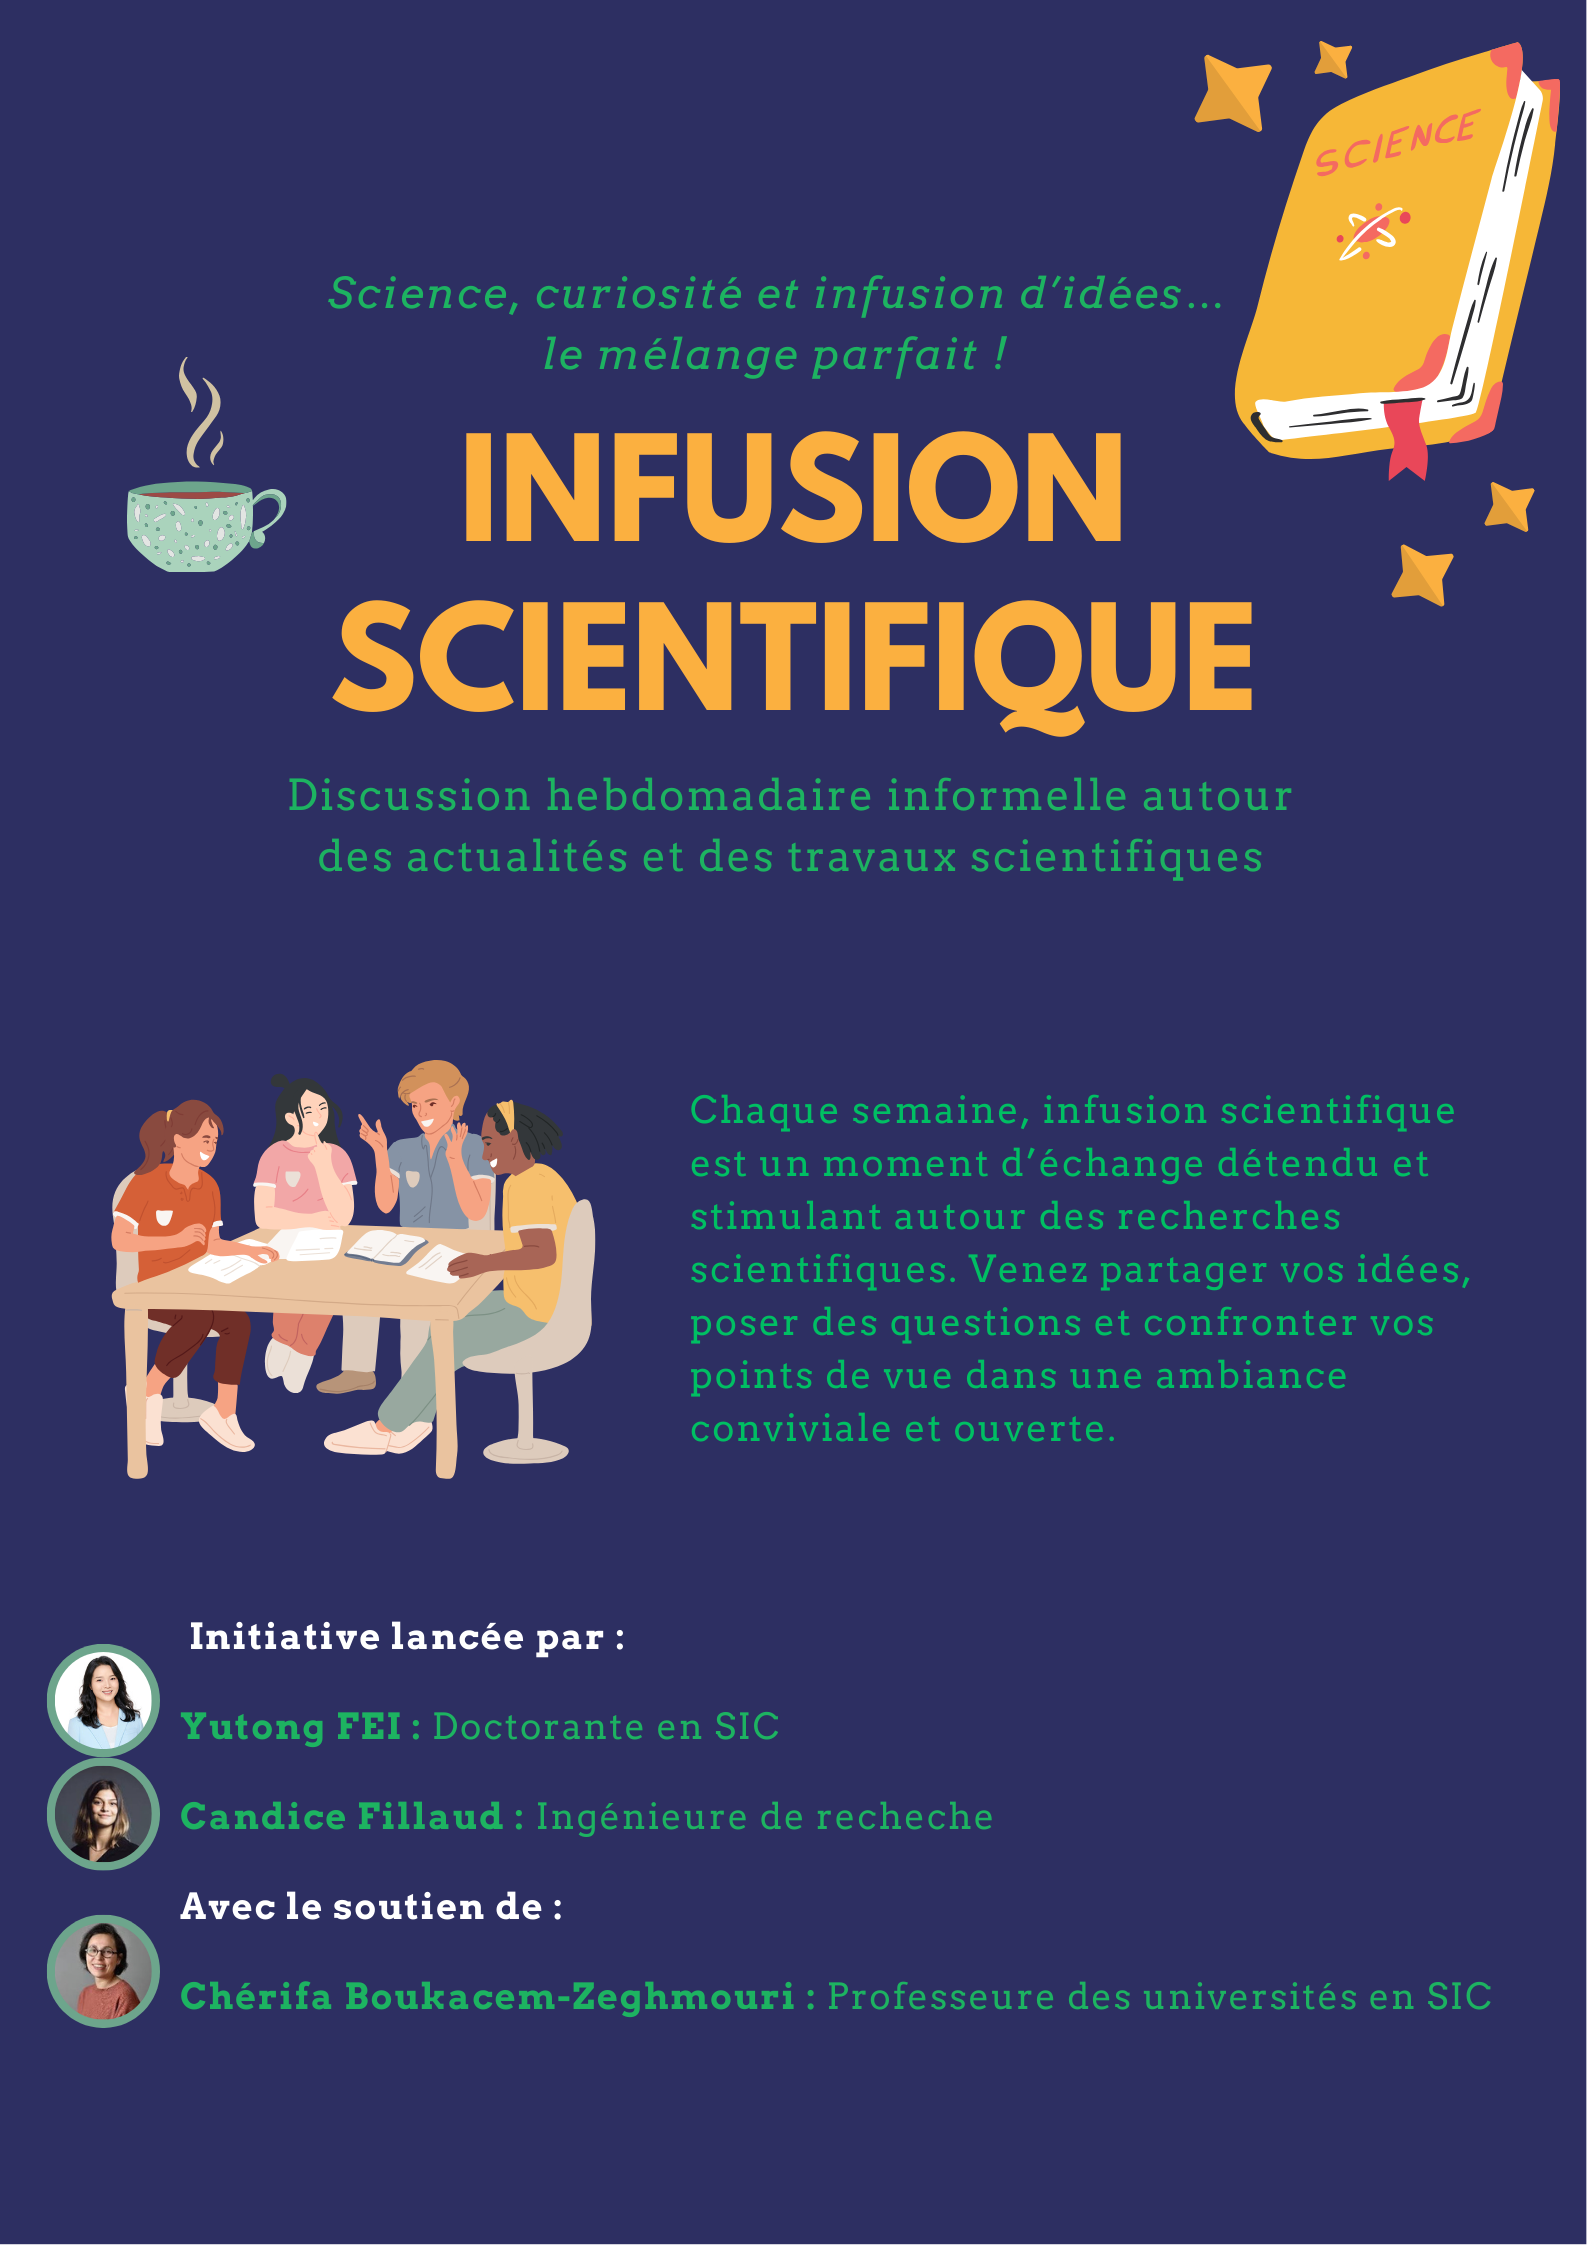 SCIENCE
Science, curiosité et infusion d’idées...
le mélange parfait !
INFUSION
SCIENTIFIQUE
Discussion hebdomadaire informelle autour
des actualités et des travaux scientifiques
Chaque semaine, infusion scientifique
est un moment d’échange détendu et
stimulant autour des recherches
scientifiques. Venez partager vos idées,
poser des questions et confronter vos
points de vue dans une ambiance
conviviale et ouverte.
Initiative lancée par :
Yutong FEI : Doctorante en SIC
Candice Fillaud : Ingénieure de recheche
Avec le soutien de :
Chérifa Boukacem-Zeghmouri : Professeure des universités en SIC